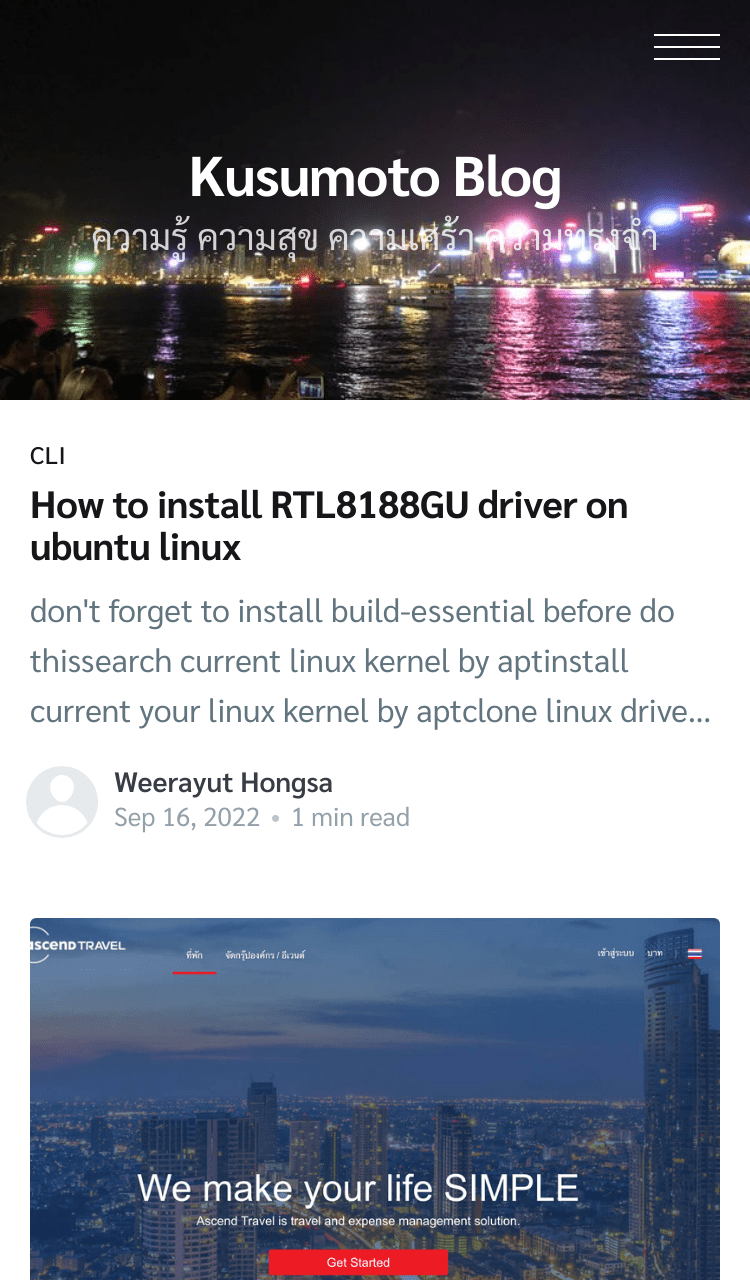 Kusumoto Blog
ความรู้ ความสุข ความเศร้า ความทรงจำ
CLI
How to install RTL8188GU driver on
ubuntu linux
don't forget to install build-essential before do
thissearch current linux kernel by aptinstall
current your linux kernel by aptclone linux drive...
Weerayut Hongsa
Sep 16, 2022 • 1 min read
ascend TRAVEL
ที่พัก จัดกรุ๊ปองค์กร / อีเวนต์ เข้าสู่ระบบ บาท
We make your life SIMPLE
Ascend Travel is travel and expense management solution.
Get Started